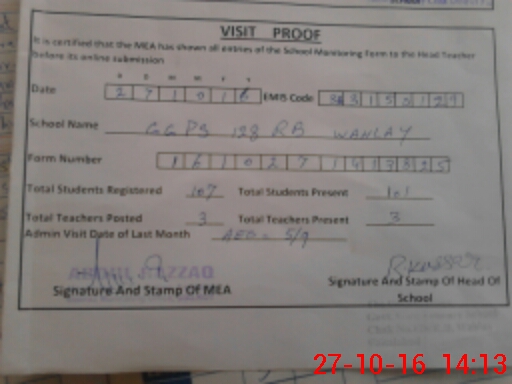 VISIT PROOF
It is certified that the MEA has shown all entries of the School Monitoring Form to the Head Teacher
before its online submission
D D M M Y Y
Date 2 7 1 0 1 6 EMIS Code 3 3 1 5 0 1 2 9
School Name GGPS 128 RB WANLAY
Form Number 1 6 1 0 2 7 1 4 1 3 3 2 5
Total Students Registered 107 Total Students Present 101
Total Teachers Posted 3 Total Teachers Present 3
Admin Visit Date of Last Month AEO = 5/9
RAZZAQ
Signature And Stamp Of MEA Signature And Stamp Of Head Of
School
27-10-16 14:13